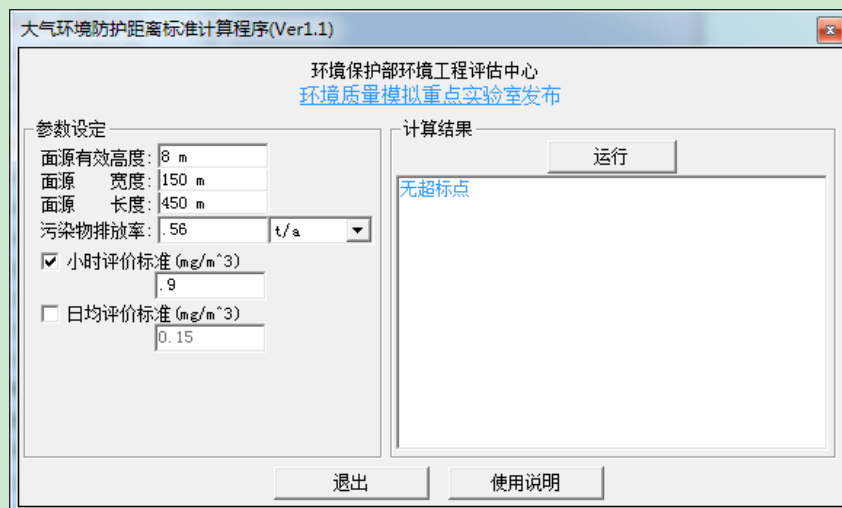 大气环境防护距离标准计算程序(Ver1.1)
环境保护部环境工程评估中心
环境质量模拟重点实验室发布
参数设定
面源有效高度: 8 m
面源 宽度: 150 m
面源 长度: 450 m
污染物排放率: .56 t/a
小时评价标准(mg/m^3)
.9
日均评价标准(mg/m^3)
0.15
计算结果
运行
无超标点
退出 使用说明